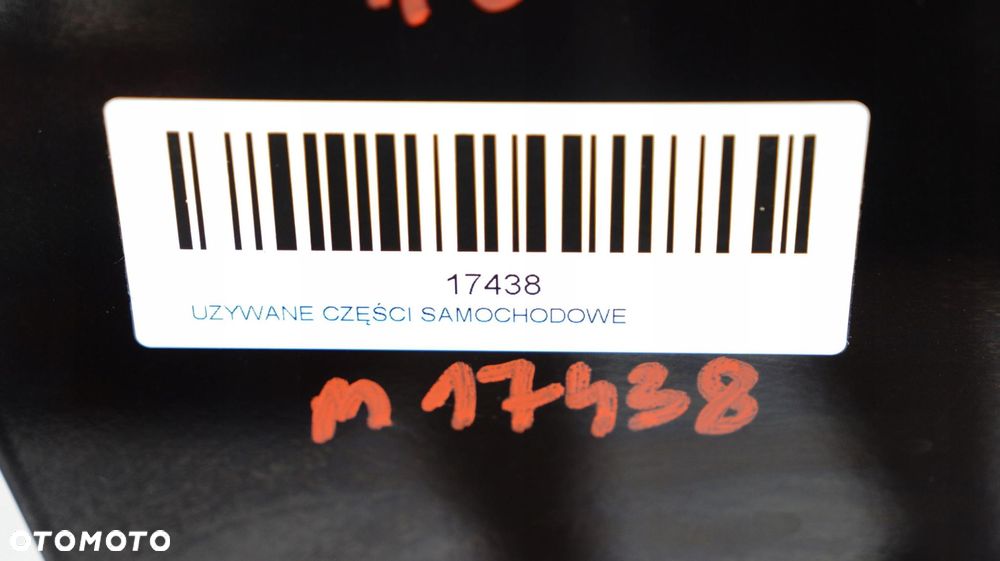 17438
UZYWANE CZĘŚCI SAMOCHODOWE
m 17438
OTOMOTO